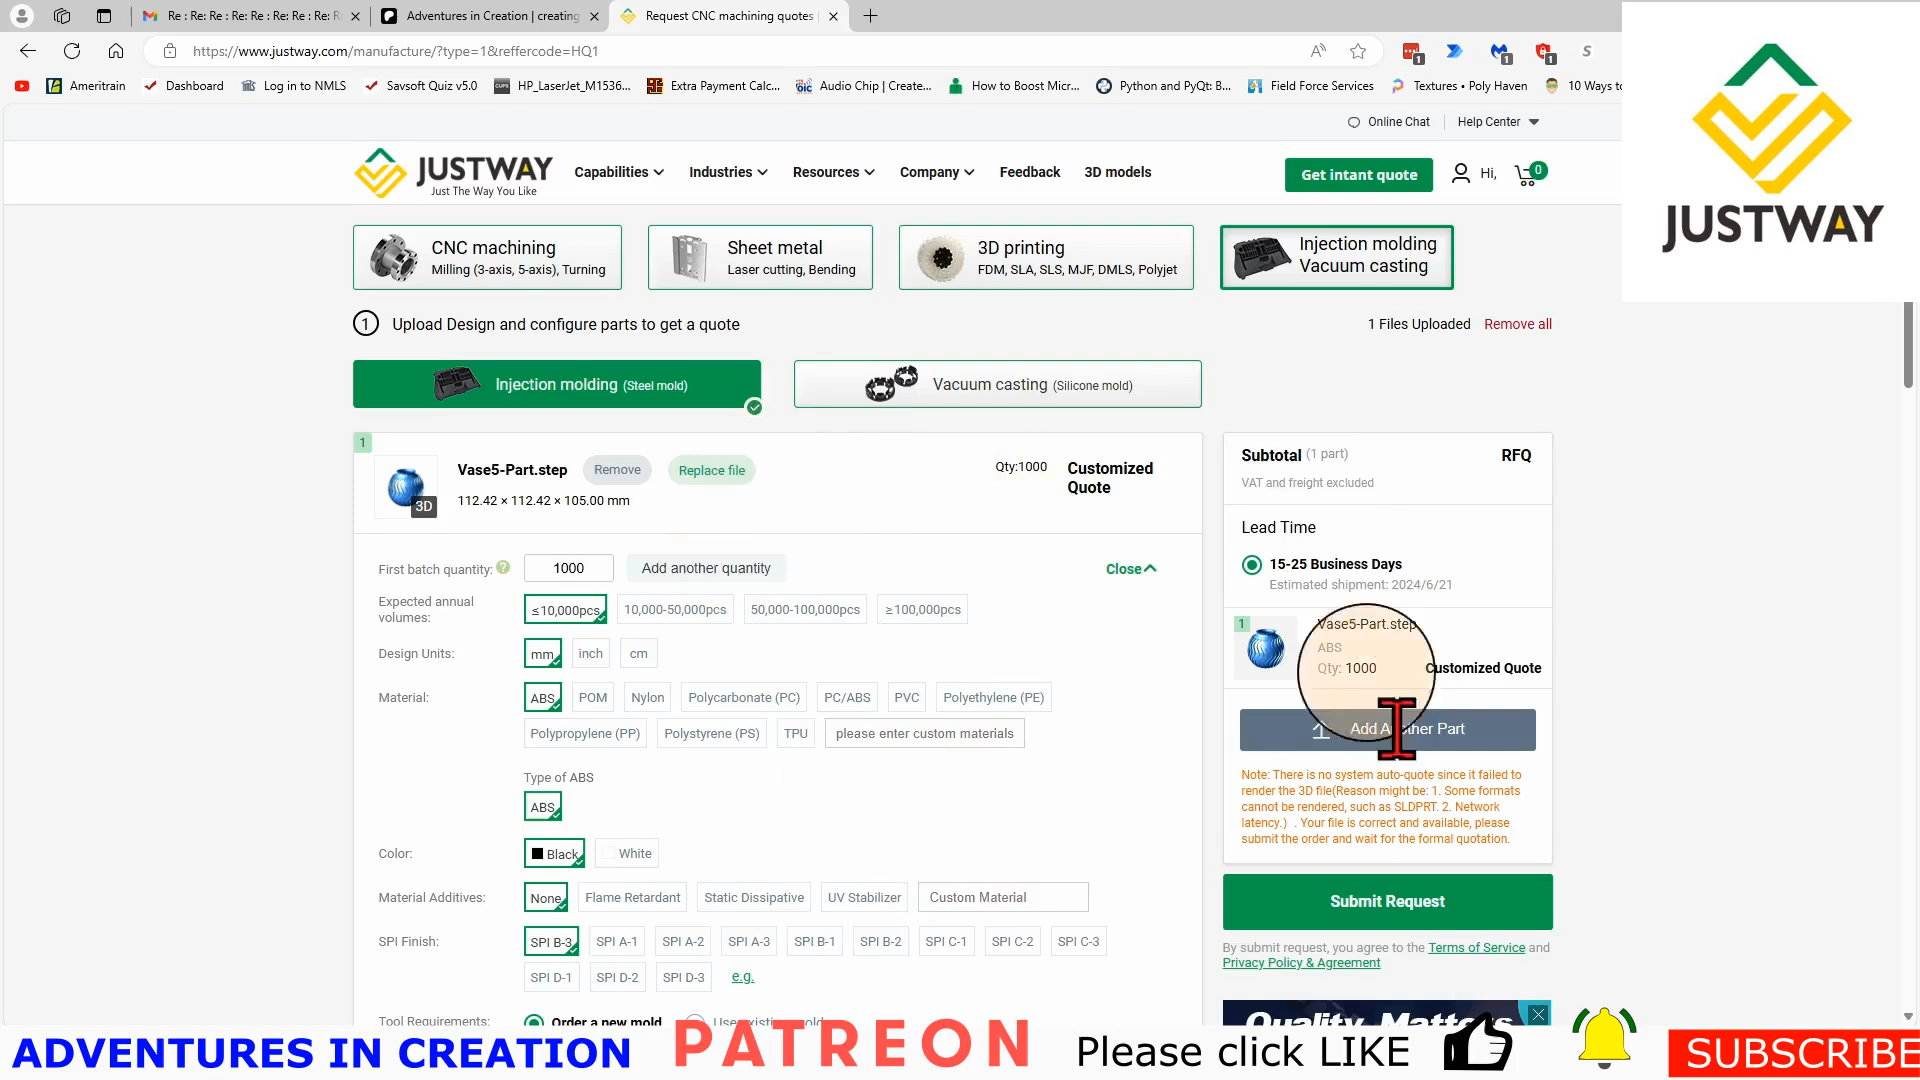 Re : Re: Re : Re : Re: Re : Re: R
Adventures in Creation | creating
Request CNC machining quotes |
https://www.justway.com/manufacture/?type=1&reffercode=HQ1
1
1
1
S
Ameritrain
Dashboard
Log in to NMLS
Savsoft Quiz v5.0
HP_LaserJet_M1536...
Extra Payment Calc...
Audio Chip | Create...
How to Boost Micr...
Python and PyQt: B...
Field Force Services
Textures • Poly Haven
10 Ways to
Online Chat
Help Center
JUSTWAY
Just The Way You Like
Capabilities
Industries
Resources
Company
Feedback
3D models
Get intant quote
Hi,
0
JUSTWAY
CNC machining
Milling (3-axis, 5-axis), Turning
Sheet metal
Laser cutting, Bending
3D printing
FDM, SLA, SLS, MJF, DMLS, Polyjet
Injection molding
Vacuum casting
1 Upload Design and configure parts to get a quote
1 Files Uploaded Remove all
Injection molding (Steel mold)
Vacuum casting (Silicone mold)
1
3D
Vase5-Part.step Remove Replace file
112.42 × 112.42 × 105.00 mm
Qty:1000
Customized
Quote
First batch quantity: ? 1000 Add another quantity Close
Expected annual
volumes:
≤10,000pcs 10,000-50,000pcs 50,000-100,000pcs ≥100,000pcs
Design Units: mm inch cm
Material: ABS POM Nylon Polycarbonate (PC) PC/ABS PVC Polyethylene (PE)
Polypropylene (PP) Polystyrene (PS) TPU please enter custom materials
Type of ABS
ABS
Color: Black White
Material Additives: None Flame Retardant Static Dissipative UV Stabilizer Custom Material
SPI Finish: SPI B-3 SPI A-1 SPI A-2 SPI A-3 SPI B-1 SPI B-2 SPI C-1 SPI C-2 SPI C-3
SPI D-1 SPI D-2 SPI D-3 e.g.
Tool Requirements: Order a new mold
Subtotal (1 part) RFQ
VAT and freight excluded
Lead Time
15-25 Business Days
Estimated shipment: 2024/6/21
1
Vase5-Part.step
ABS
Qty: 1000 Customized Quote
Add Another Part
Note: There is no system auto-quote since it failed to
render the 3D file(Reason might be: 1. Some formats
cannot be rendered, such as SLDPRT. 2. Network
latency.) . Your file is correct and available, please
submit the order and wait for the formal quotation.
Submit Request
By submit request, you agree to the Terms of Service and
Privacy Policy & Agreement
Quality Matters
ADVENTURES IN CREATION
PATREON
Please click LIKE
SUBSCRIBE